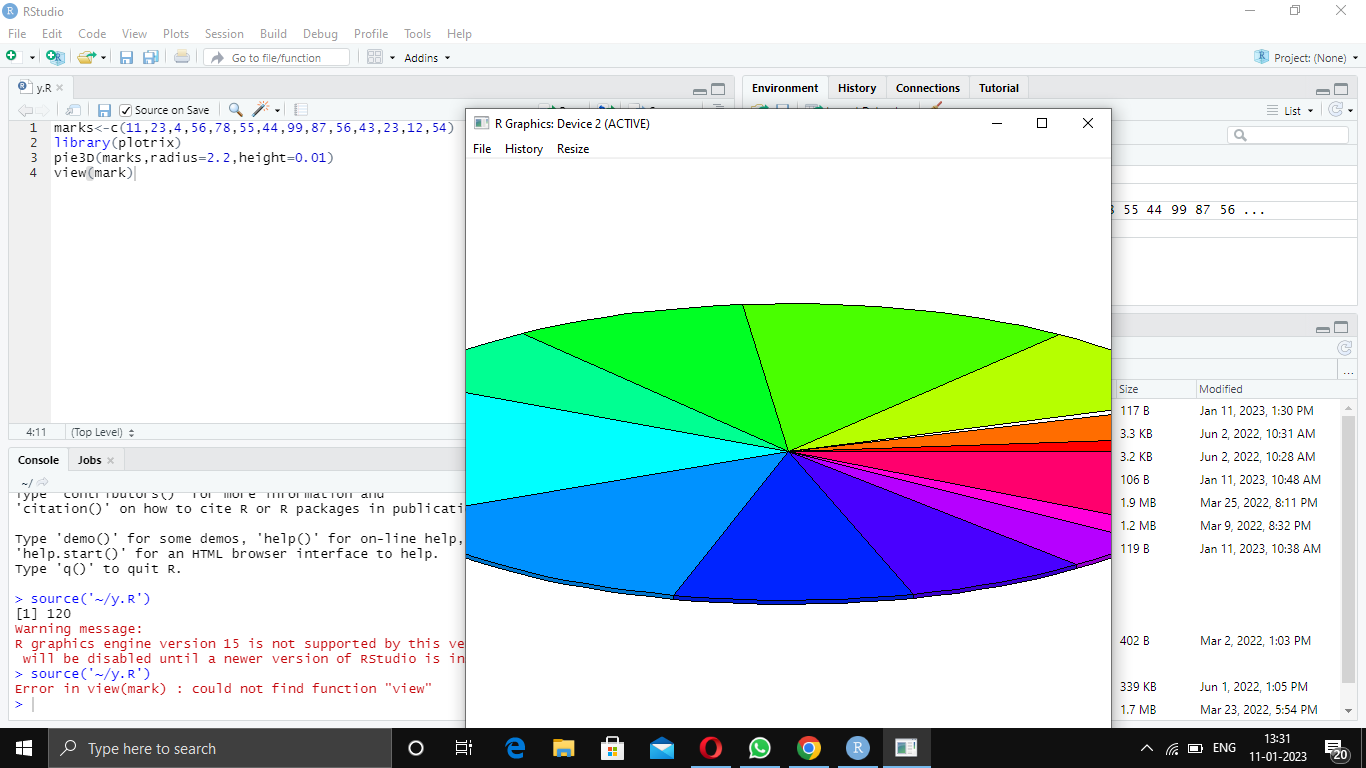 RStudio
File Edit Code View Plots Session Build Debug Profile Tools Help
Go to file/function Addins Project: (None)
y.R
Source on Save
1 marks<-c(11,23,4,56,78,55,44,99,87,56,43,23,12,54)
2 library(plotrix)
3 pie3D(marks,radius=2.2,height=0.01)
4 view(mark)
4:11 (Top Level)
Console Jobs
~/
Type 'contributors()' for more information and
'citation()' on how to cite R or R packages in publicati
Type 'demo()' for some demos, 'help()' for on-line help,
'help.start()' for an HTML browser interface to help.
Type 'q()' to quit R.
> source('~/y.R')
[1] 120
Warning message:
R graphics engine version 15 is not supported by this ve
will be disabled until a newer version of RStudio is in
> source('~/y.R')
Error in view(mark) : could not find function "view"
>
R Graphics: Device 2 (ACTIVE)
File History Resize
Environment History Connections Tutorial
List
55 44 99 87 56 ...
...
Size Modified
117 B Jan 11, 2023, 1:30 PM
3.3 KB Jun 2, 2022, 10:31 AM
3.2 KB Jun 2, 2022, 10:28 AM
106 B Jan 11, 2023, 10:48 AM
1.9 MB Mar 25, 2022, 8:11 PM
1.2 MB Mar 9, 2022, 8:32 PM
119 B Jan 11, 2023, 10:38 AM
402 B Mar 2, 2022, 1:03 PM
339 KB Jun 1, 2022, 1:05 PM
1.7 MB Mar 23, 2022, 5:54 PM
Type here to search
ENG
13:31
11-01-2023
20